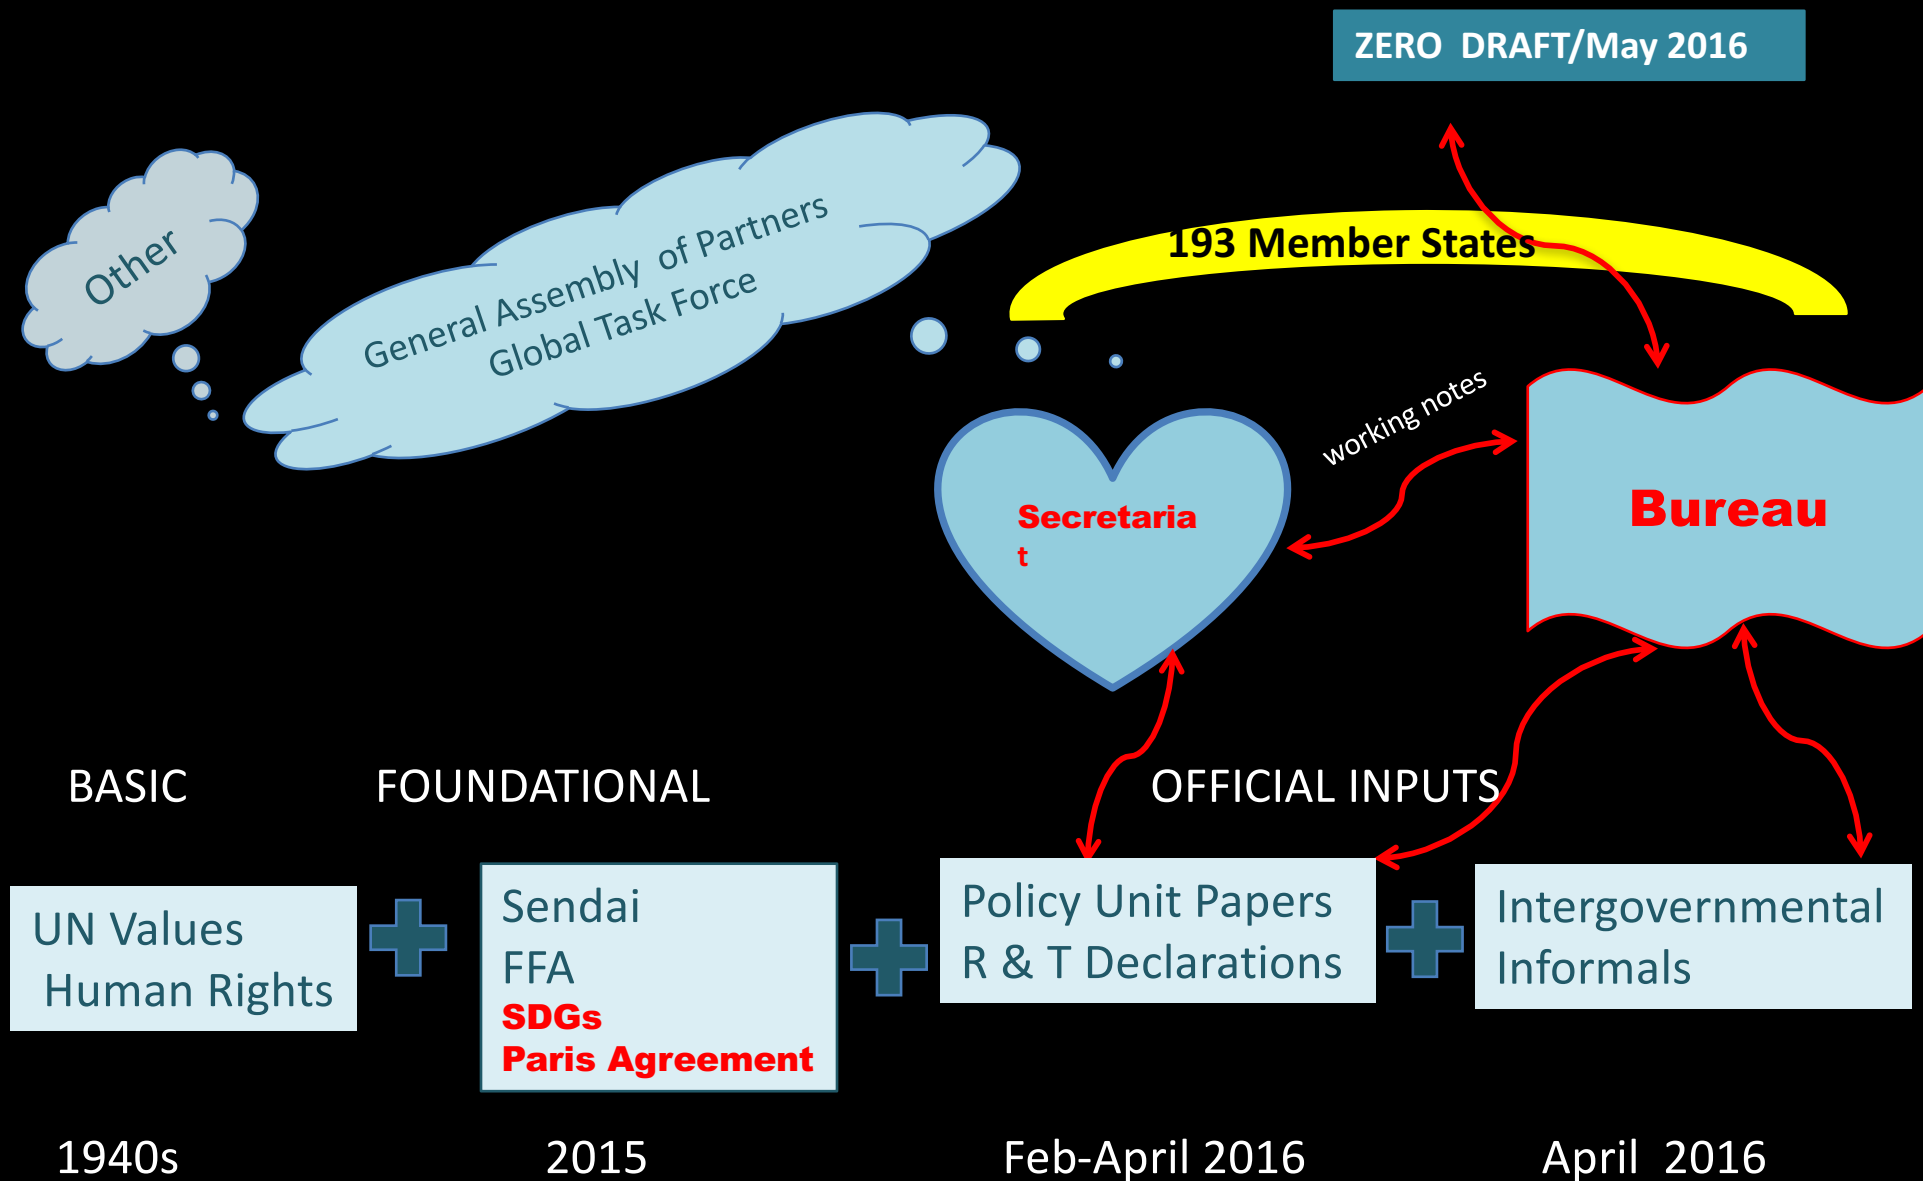 ZERO  DRAFT/May 2016
Other
General Assembly  of Partners
Global Task Force
193 Member States
working notes
Secretaria
t
Bureau
BASIC
FOUNDATIONAL
OFFICIAL INPUTS
UN Values
Human Rights
Sendai
FFA
SDGs
Paris Agreement
Policy Unit Papers
R & T Declarations
Intergovernmental
Informals
1940s
2015
Feb-April 2016
April  2016